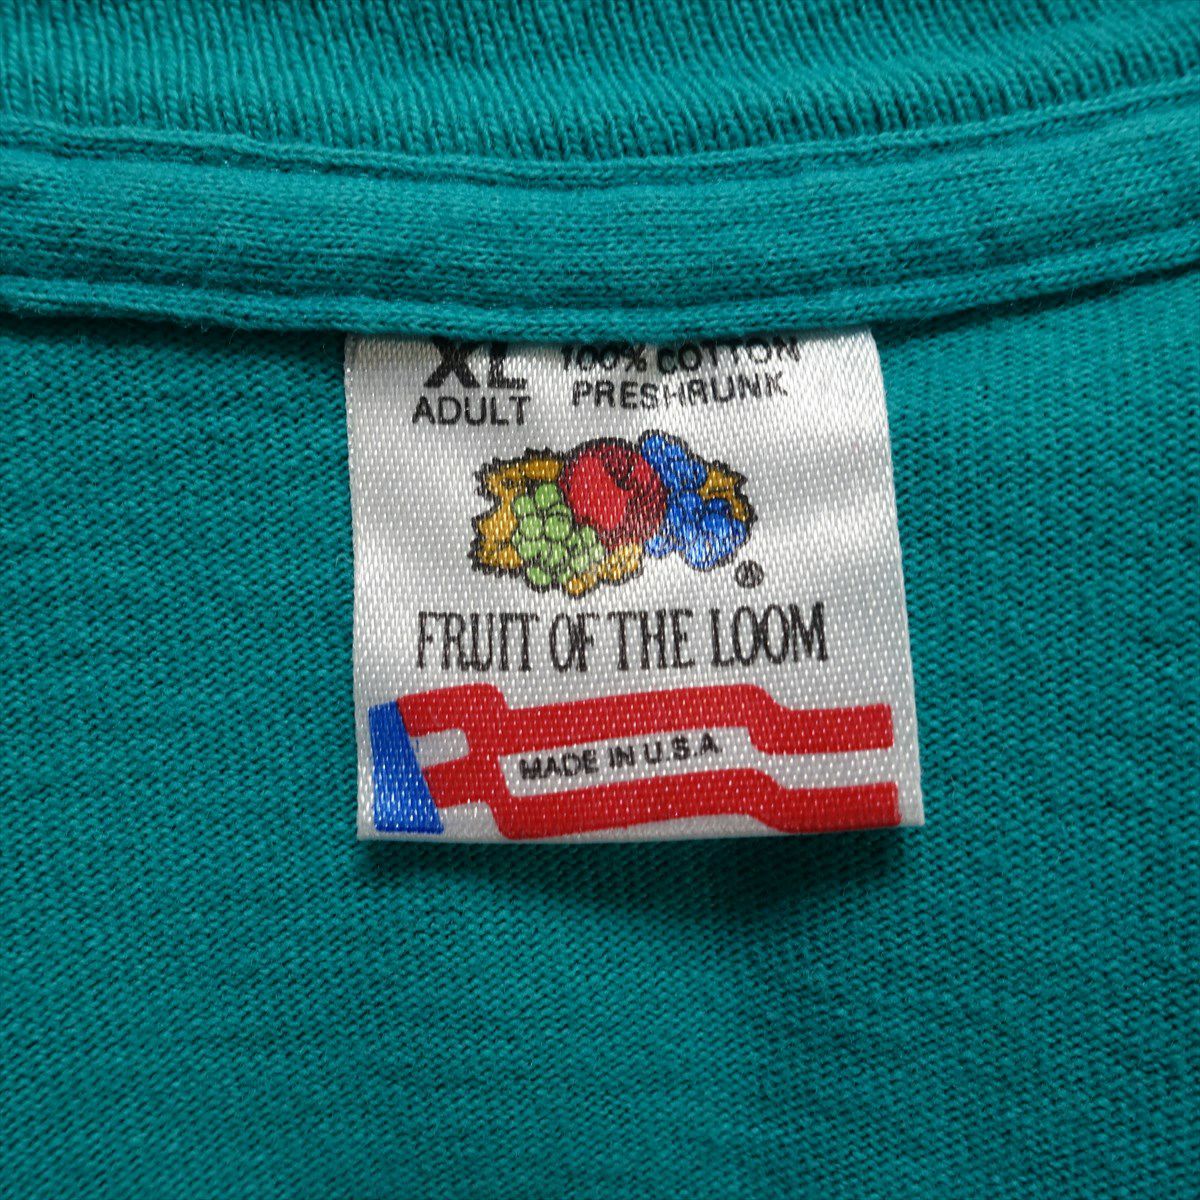 XL 100% COTTON
ADULT PRESHRUNK
®
FRUIT OF THE LOOM
MADE IN U.S.A.